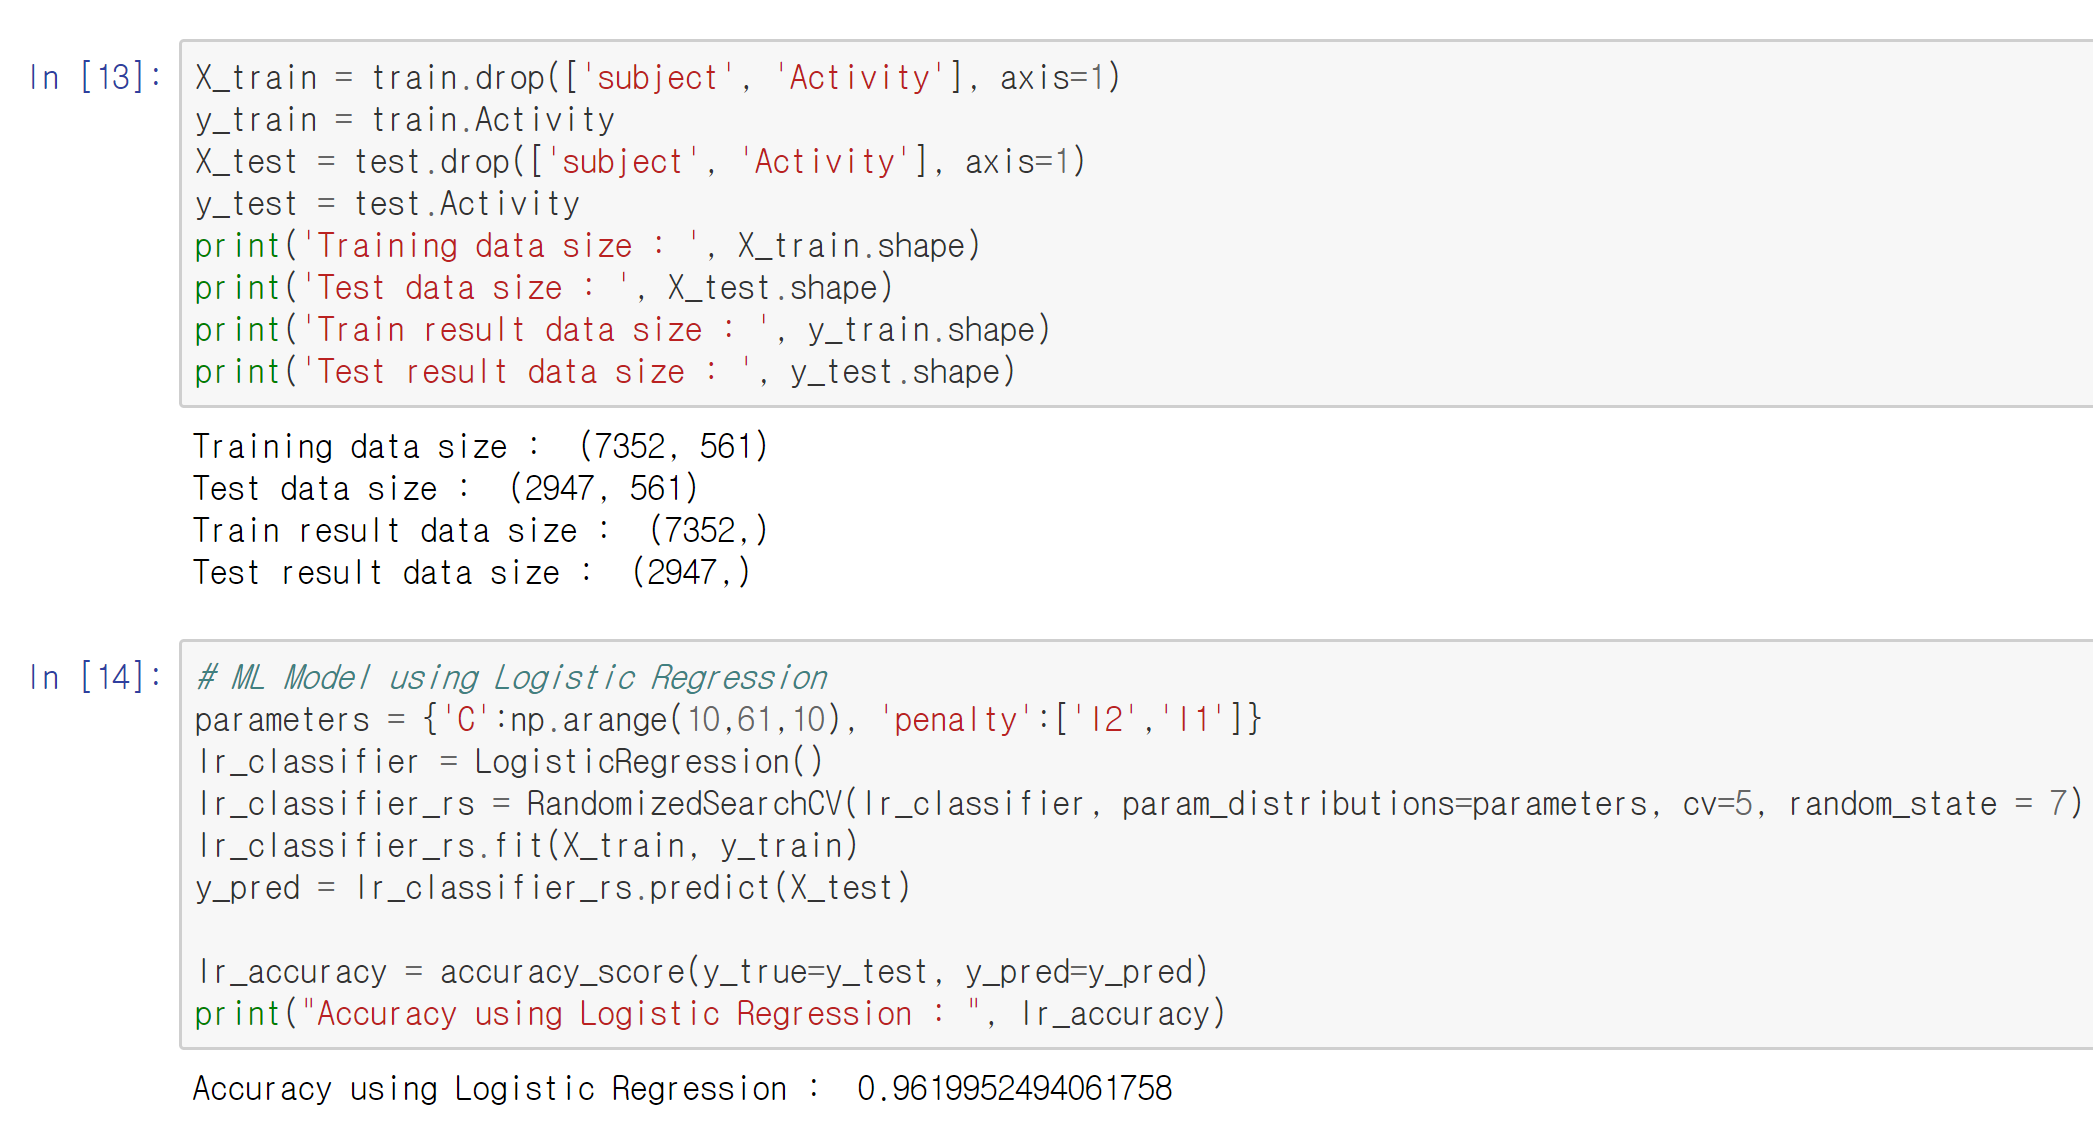 In [13]:
X_train = train.drop(['subject', 'Activity'], axis=1)
y_train = train.Activity
X_test = test.drop(['subject', 'Activity'], axis=1)
y_test = test.Activity
print('Training data size : ', X_train.shape)
print('Test data size : ', X_test.shape)
print('Train result data size : ', y_train.shape)
print('Test result data size : ', y_test.shape)
Training data size :  (7352, 561)
Test data size :  (2947, 561)
Train result data size :  (7352,)
Test result data size :  (2947,)
In [14]:
# ML Model using Logistic Regression
parameters = {'C':np.arange(10,61,10), 'penalty':['l2','l1']}
lr_classifier = LogisticRegression()
lr_classifier_rs = RandomizedSearchCV(lr_classifier, param_distributions=parameters, cv=5, random_state = 7)
lr_classifier_rs.fit(X_train, y_train)
y_pred = lr_classifier_rs.predict(X_test)
lr_accuracy = accuracy_score(y_true=y_test, y_pred=y_pred)
print("Accuracy using Logistic Regression : ", lr_accuracy)
Accuracy using Logistic Regression :  0.9619952494061758